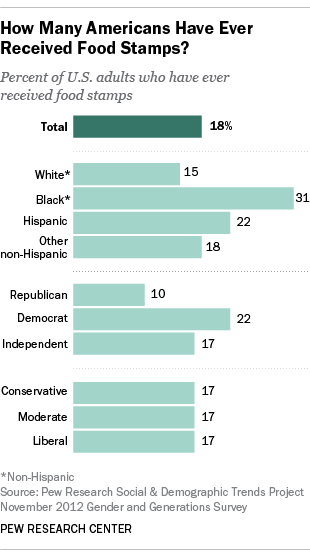 How Many Americans Have Ever
Received Food Stamps?
Percent of U.S. adults who have ever
received food stamps
Total 18%
White* 15
Black* 31
Hispanic 22
Other
non-Hispanic 18
Republican 10
Democrat 22
Independent 17
Conservative 17
Moderate 17
Liberal 17
*Non-Hispanic
Source: Pew Research Social & Demographic Trends Project
November 2012 Gender and Generations Survey
PEW RESEARCH CENTER